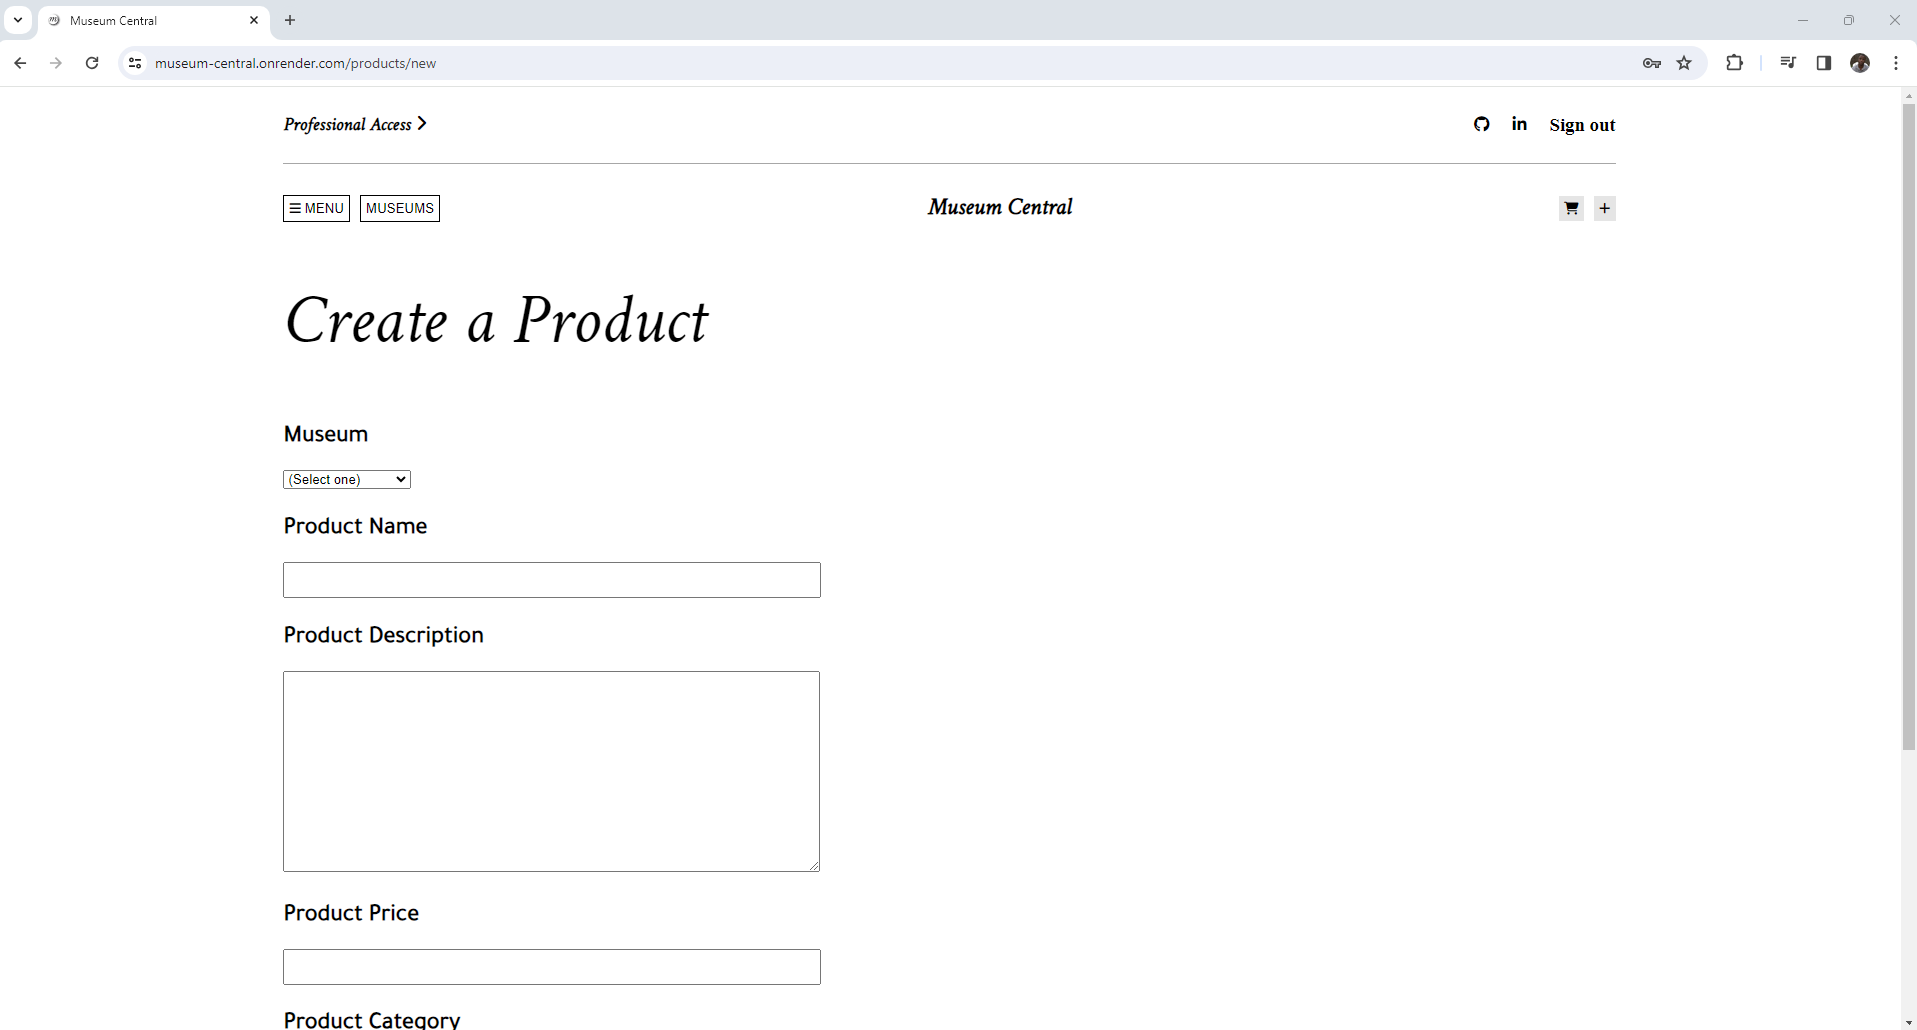 Museum Central
museum-central.onrender.com/products/new
Professional Access
Sign out
MENU MUSEUMS Museum Central
Create a Product
Museum
(Select one)
Product Name
Product Description
Product Price
Product Category